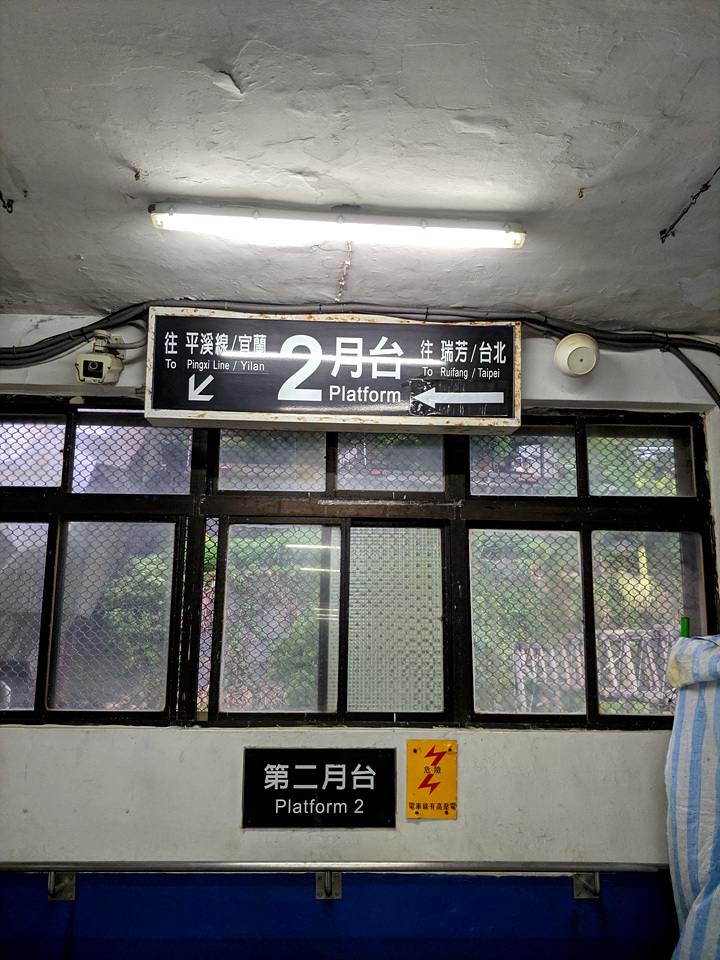 往 平溪線/宜蘭
To Pingxi Line / Yilan
2月台
Platform
往 瑞芳/台北
To Ruifang / Taipei
第二月台
Platform 2
危險
電車線有高壓電